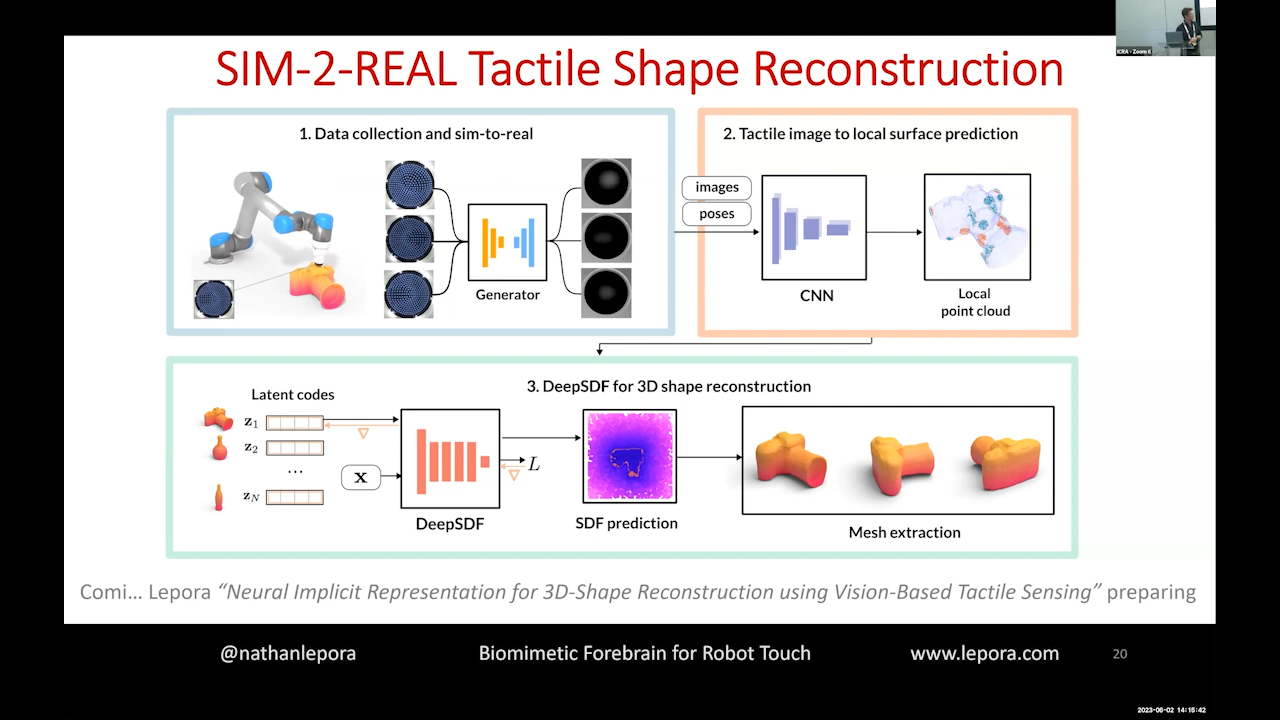 ICRA - Zoom 6
SIM-2-REAL Tactile Shape Reconstruction
1. Data collection and sim-to-real
Generator
2. Tactile image to local surface prediction
images
poses
CNN
Local
point cloud
3. DeepSDF for 3D shape reconstruction
Latent codes
z1
z2
...
zN
x
DeepSDF
L
SDF prediction
Mesh extraction
Comi... Lepora “Neural Implicit Representation for 3D-Shape Reconstruction using Vision-Based Tactile Sensing” preparing
@nathanlepora Biomimetic Forebrain for Robot Touch www.lepora.com 20
2023-06-02 14:15:42